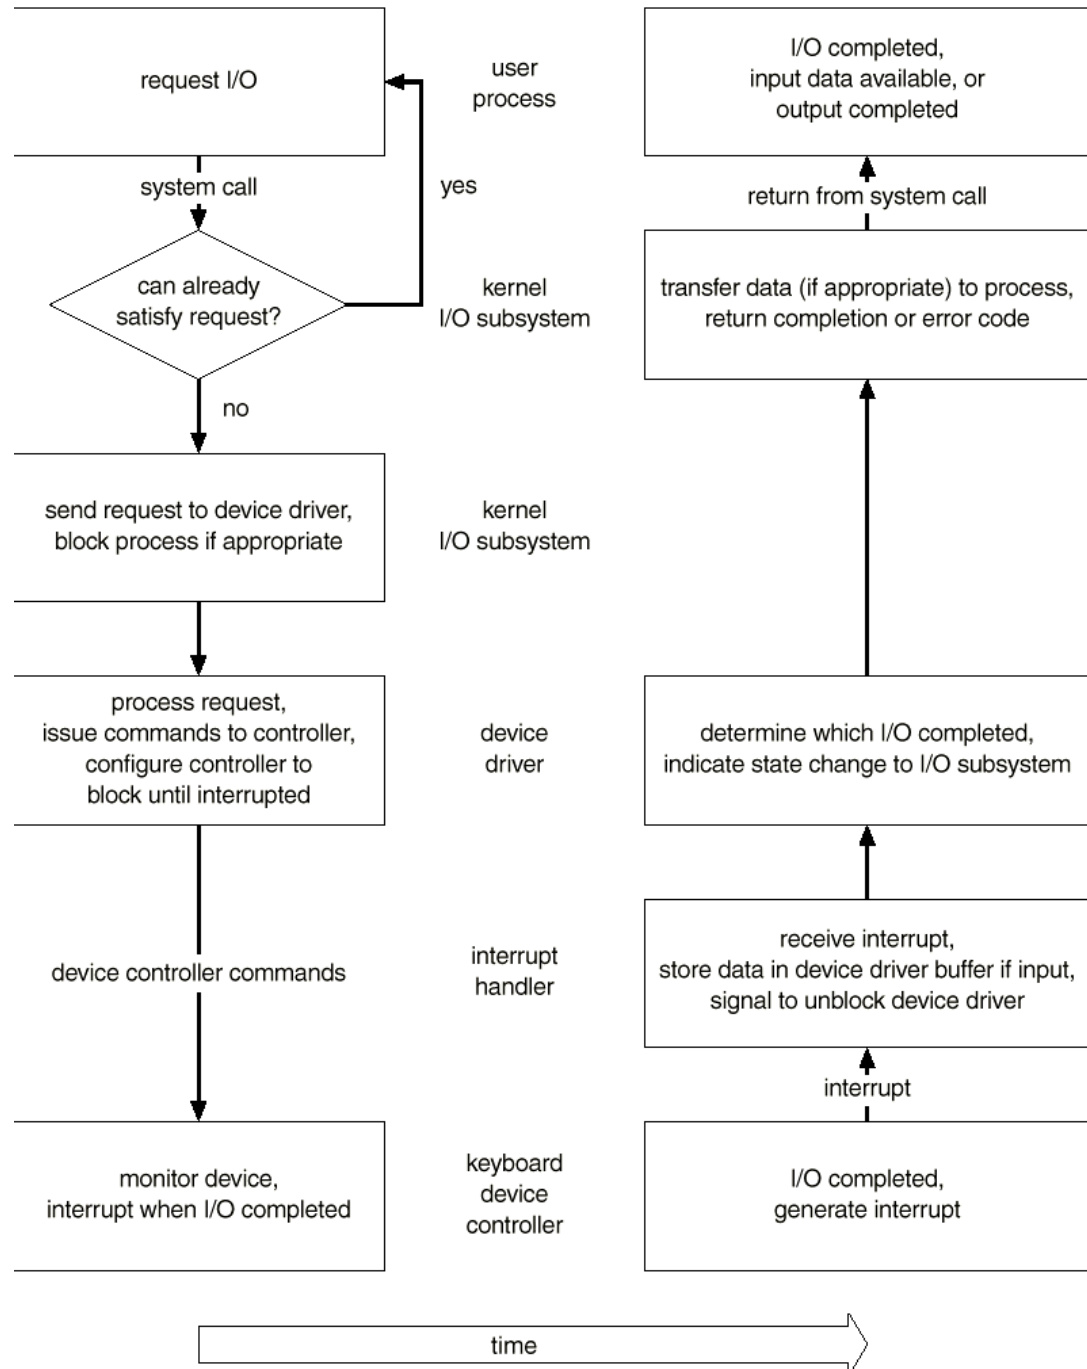 request I/O
user
process
I/O completed,
input data available, or
output completed
system call
yes
return from system call
can already
satisfy request?
kernel
I/O subsystem
transfer data (if appropriate) to process,
return completion or error code
no
send request to device driver,
block process if appropriate
kernel
I/O subsystem
process request,
issue commands to controller,
configure controller to
block until interrupted
device
driver
determine which I/O completed,
indicate state change to I/O subsystem
device controller commands
interrupt
handler
receive interrupt,
store data in device driver buffer if input,
signal to unblock device driver
interrupt
monitor device,
interrupt when I/O completed
keyboard
device
controller
I/O completed,
generate interrupt
time